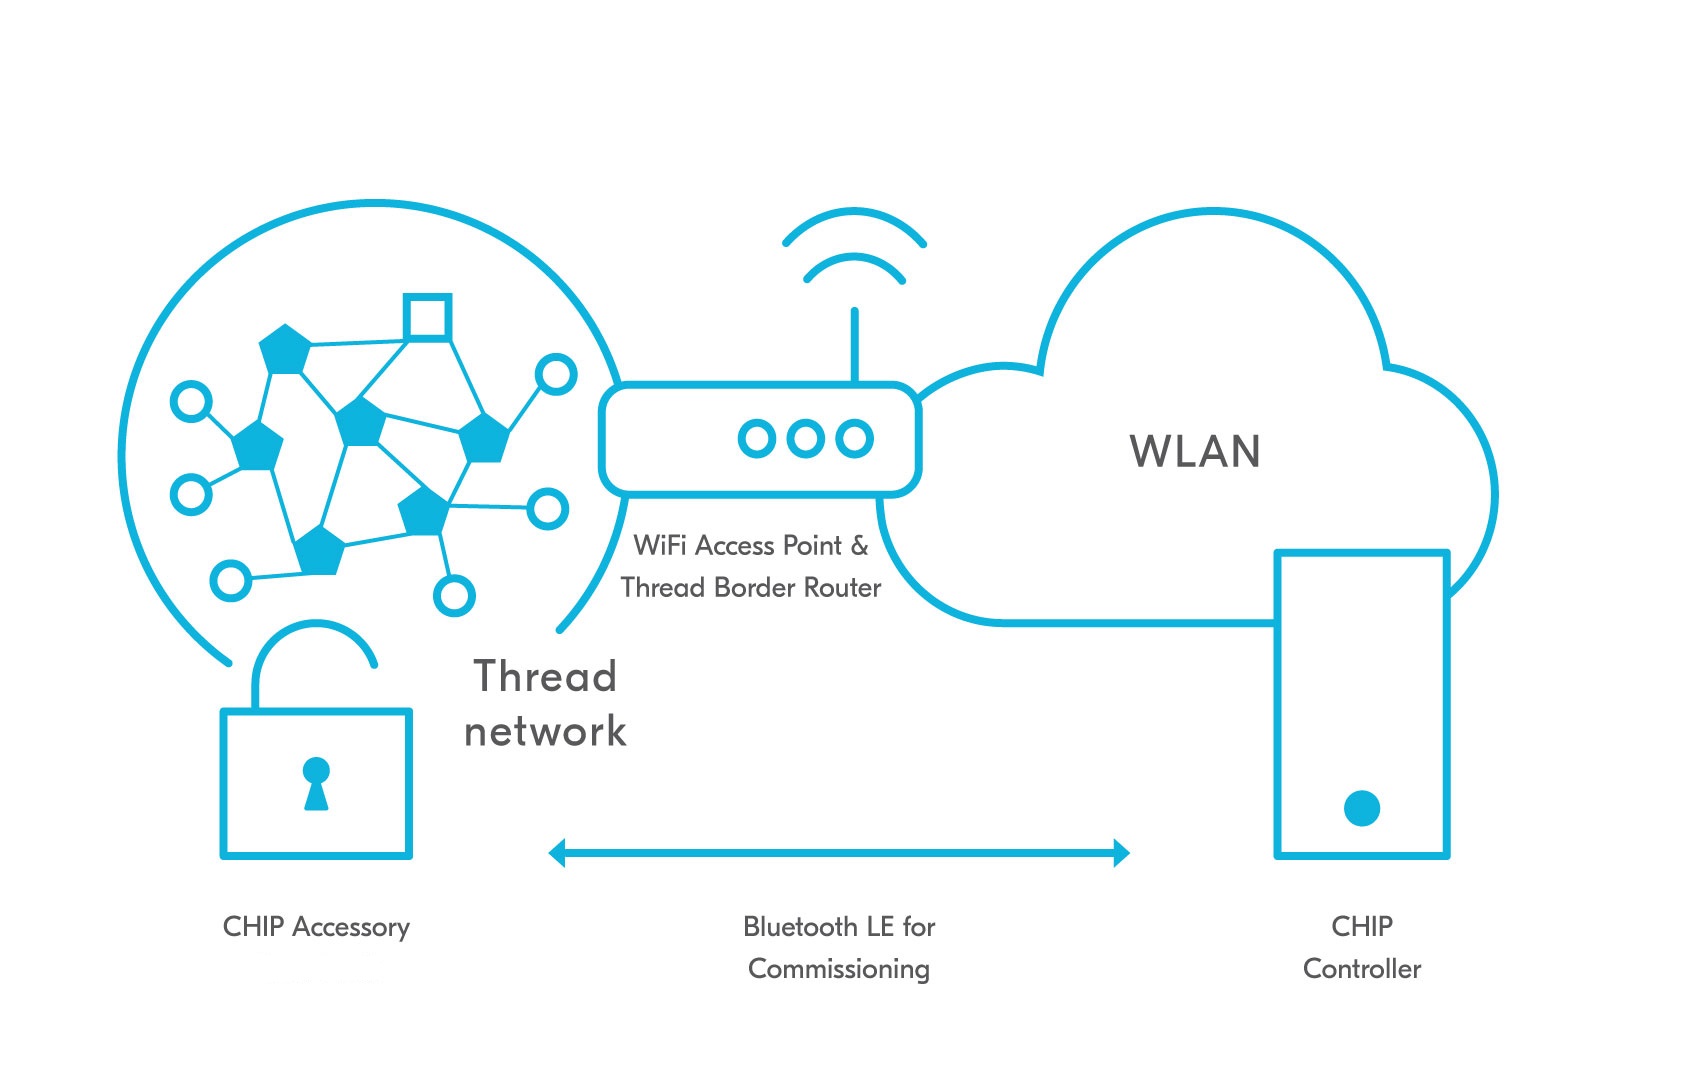 WLAN
WiFi Access Point &
Thread Border Router
Thread
network
CHIP Accessory
Bluetooth LE for
Commissioning
CHIP
Controller